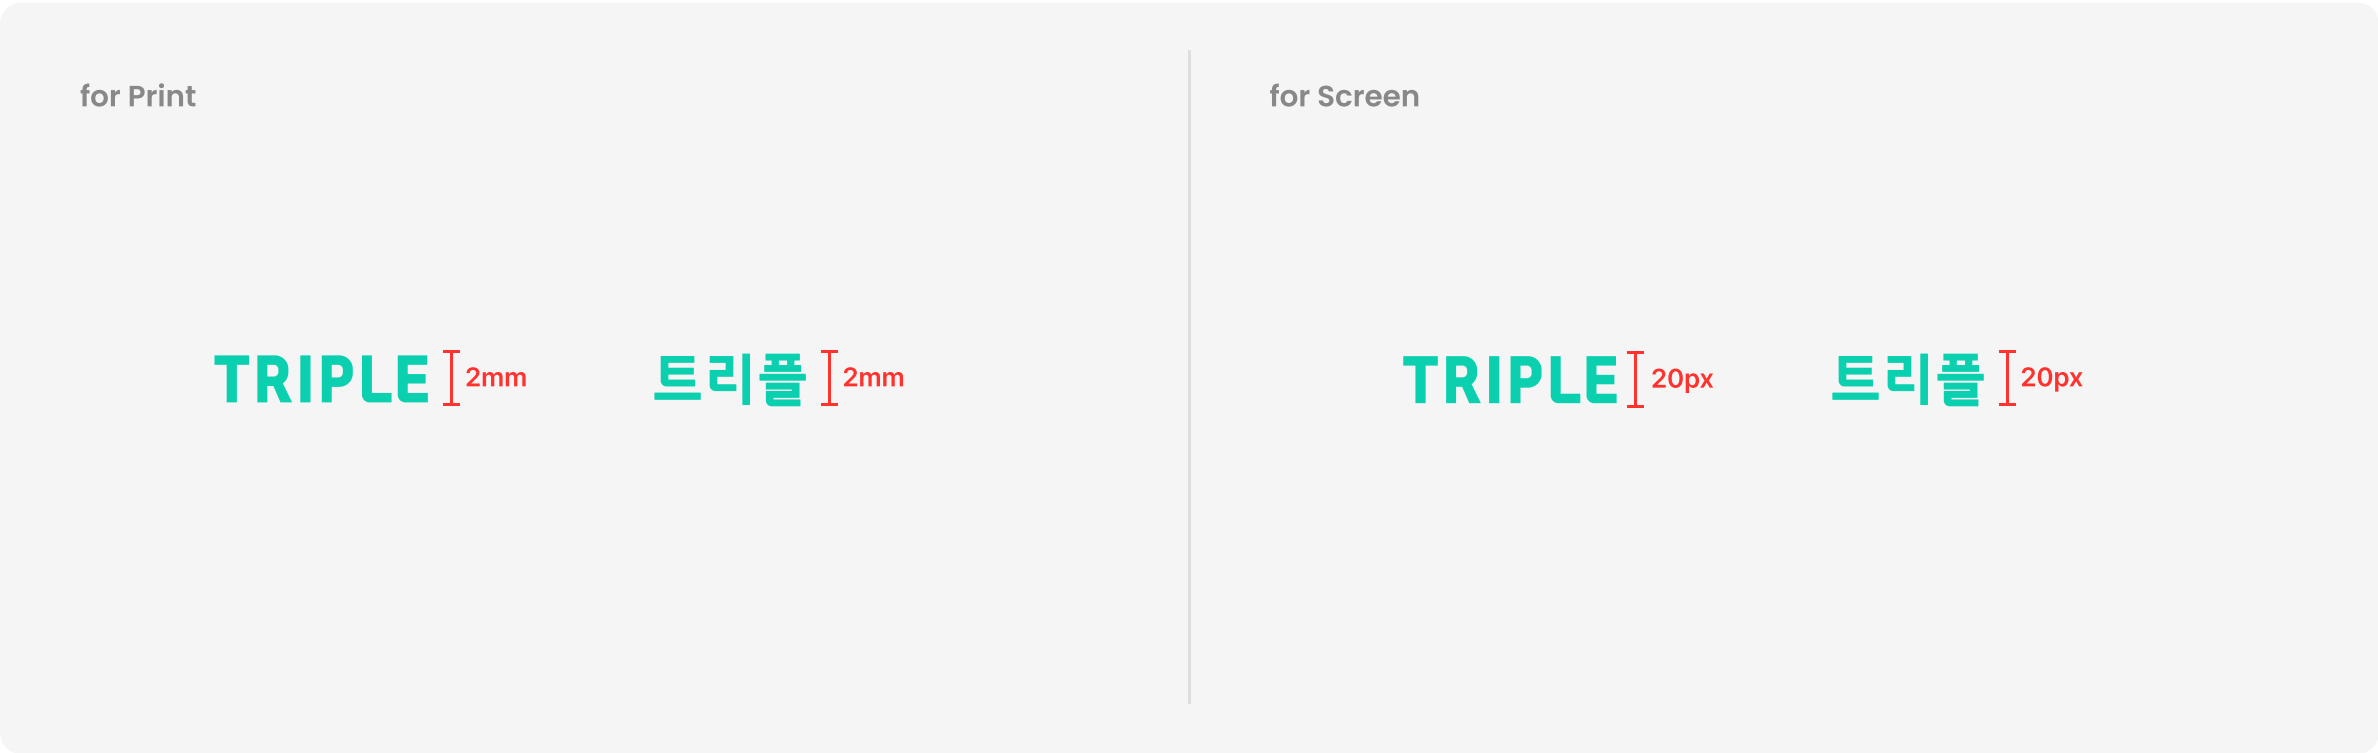 for Print
TRIPLE 2mm 트리플 2mm
for Screen
TRIPLE 20px 트리플 20px